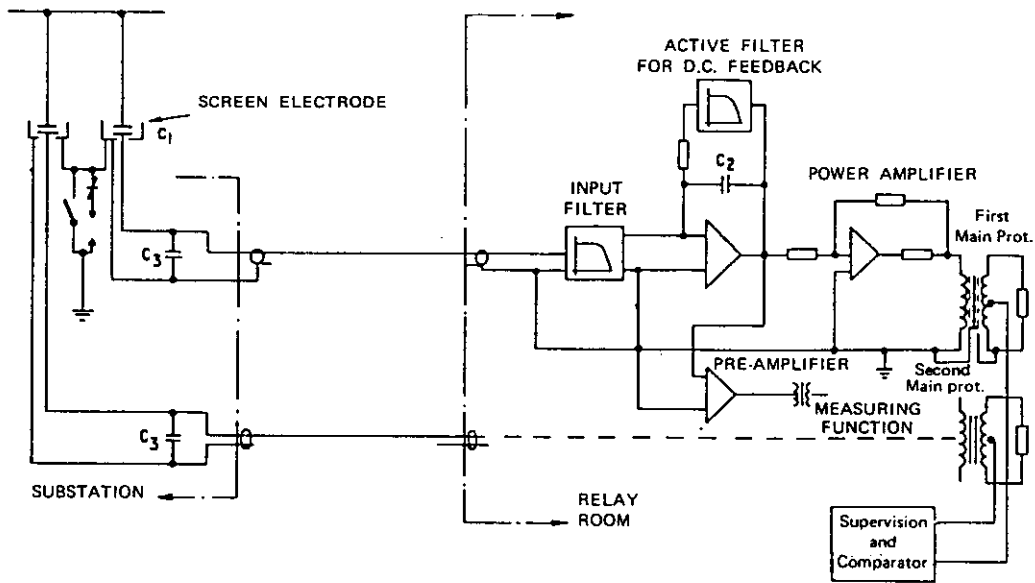 ACTIVE FILTER
FOR D.C. FEEDBACK
SCREEN ELECTRODE
C1
C2
POWER AMPLIFIER
INPUT
FILTER
First
Main Prot.
C3
PRE-AMPLIFIER
Second
Main prot.
MEASURING
FUNCTION
C3
SUBSTATION
RELAY
ROOM
Supervision
and
Comparator